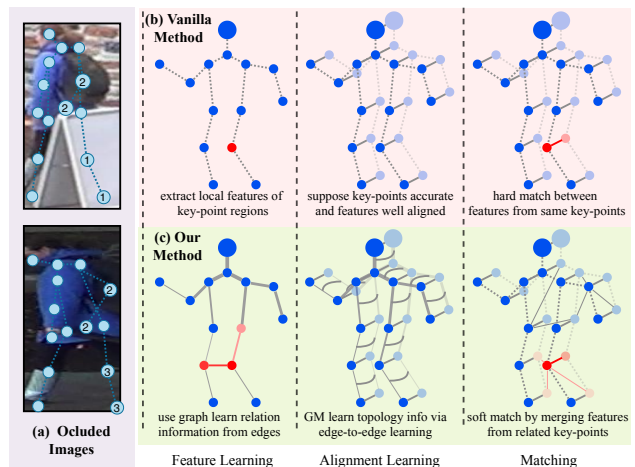 (b) Vanilla
Method
2
2
1
1
extract local features of
key-point regions
suppose key-points accurate
and features well aligned
hard match between
features from same key-points
(c) Our
Method
2
2
3
3
use graph learn relation
information from edges
GM learn topology info via
edge-to-edge learning
soft match by merging features
from related key-points
(a) Ocluded
Images
Feature Learning
Alignment Learning
Matching